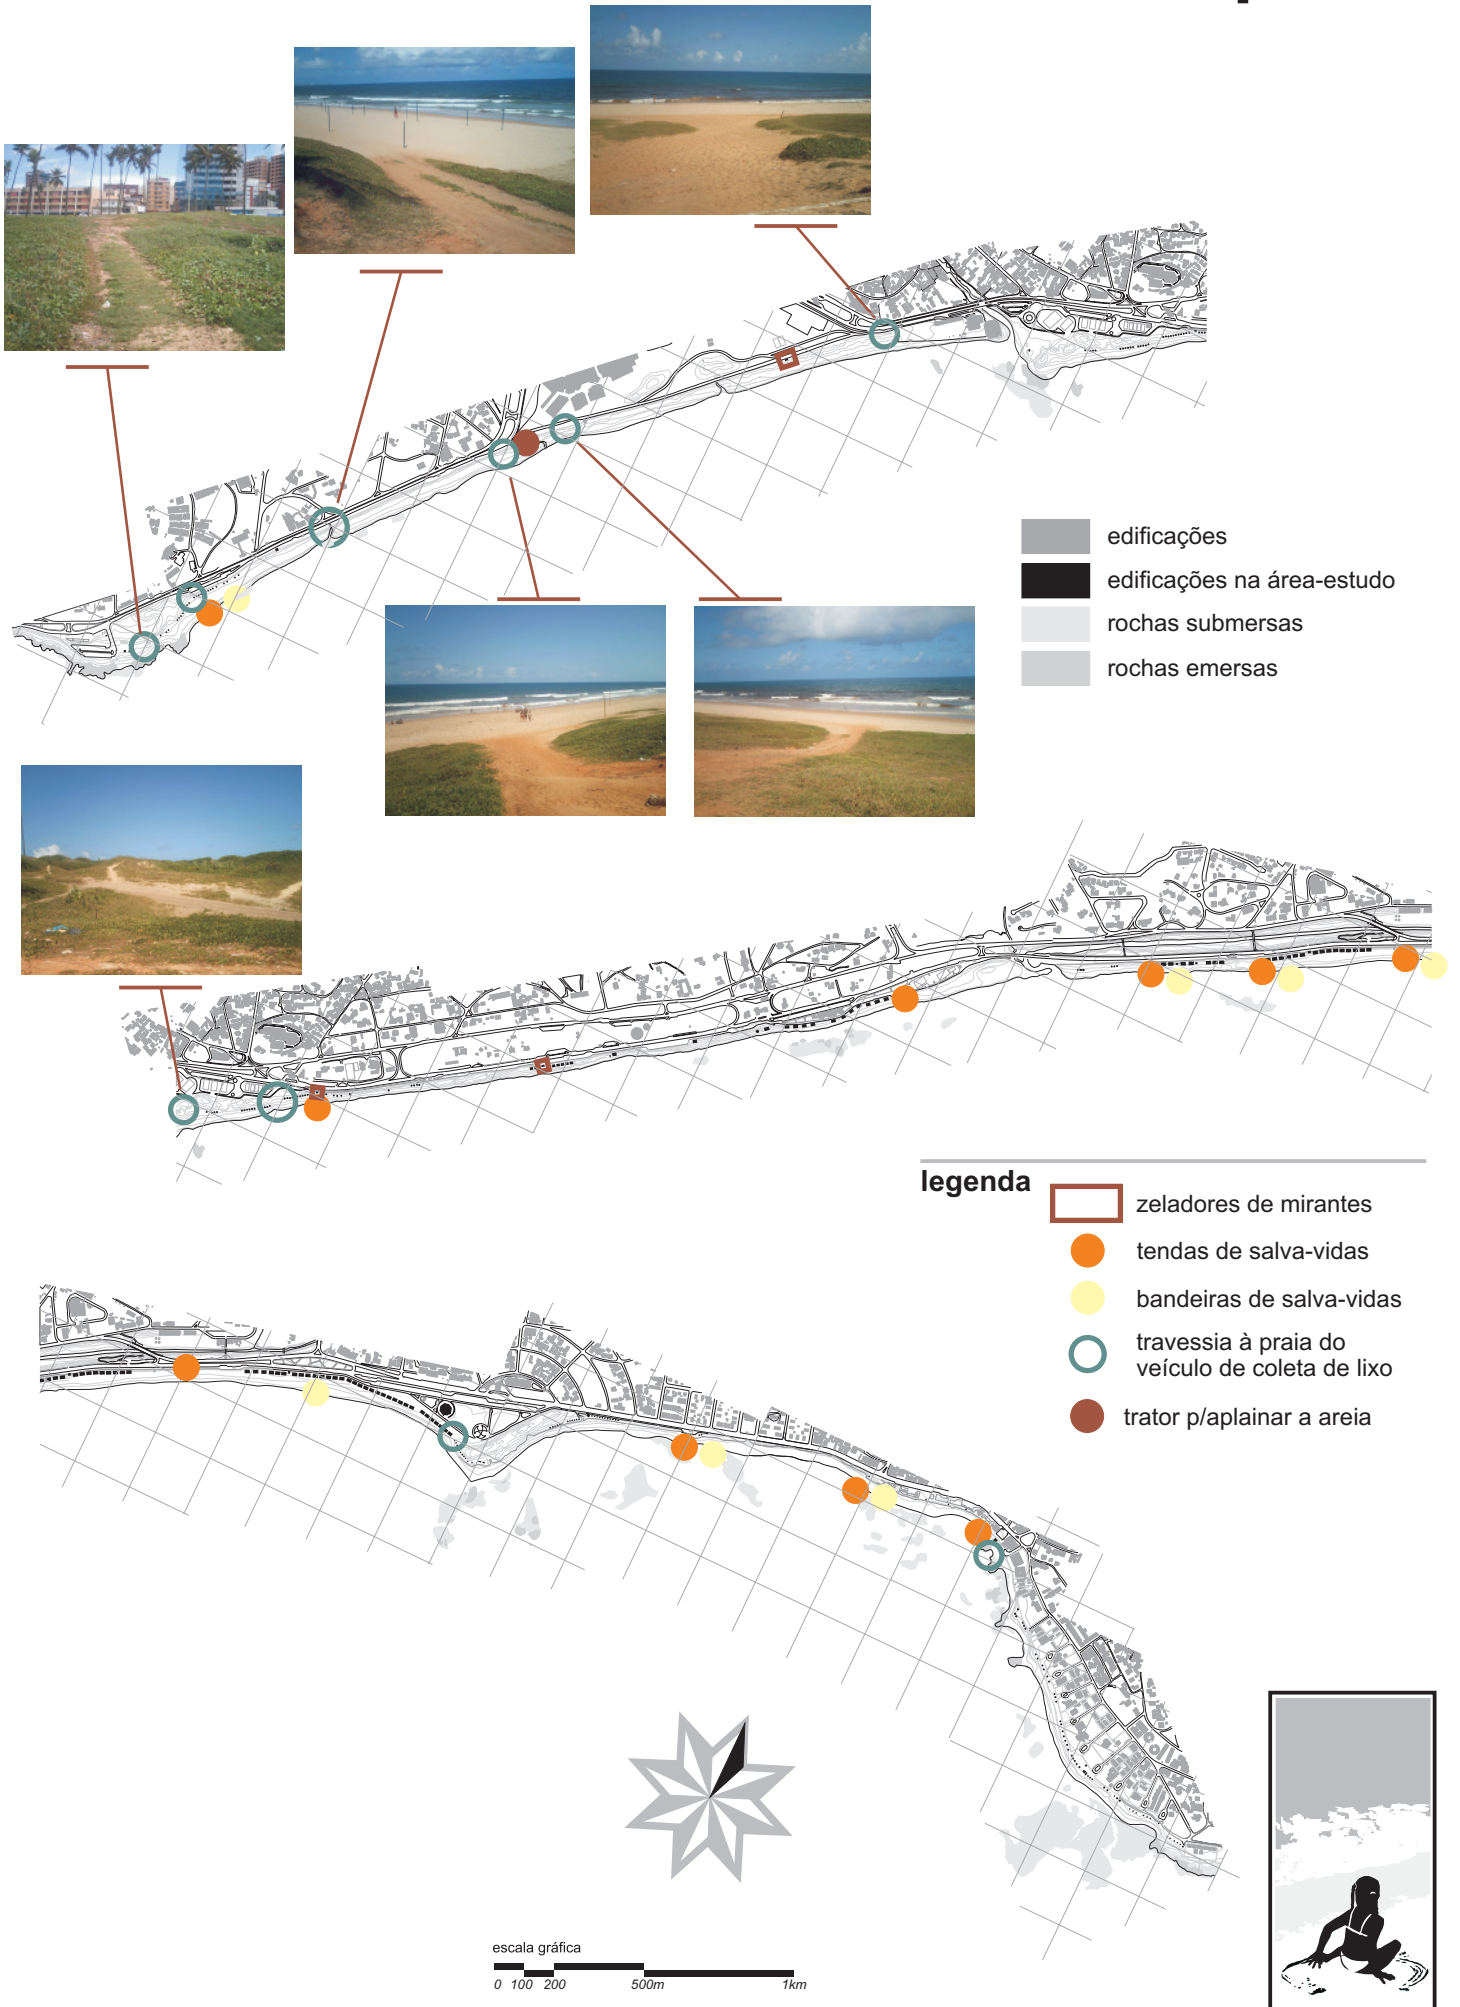 edificações
edificações na área-estudo
rochas submersas
rochas emersas
legenda
zeladores de mirantes
tendas de salva-vidas
bandeiras de salva-vidas
travessia à praia do
veículo de coleta de lixo
trator p/aplainar a areia
escala gráfica
0 100 200 500m 1km